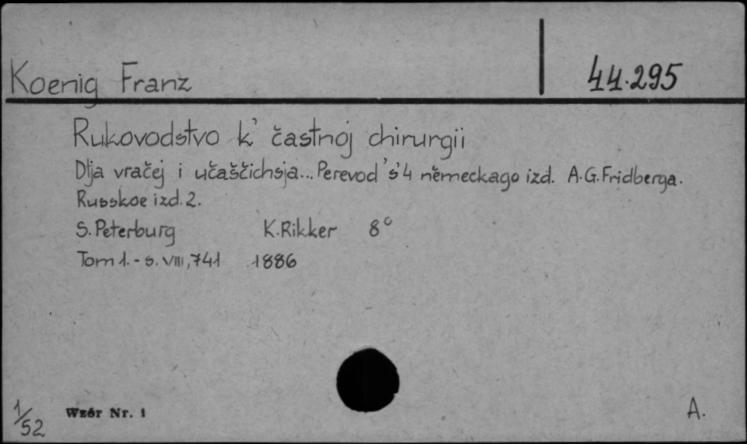 Koenig Franz 44.295
Rukovodstvo k' častnoj chirurgii
Dlja vračej i učaščichsja... Perevod's'4 německago izd. A.G.Fridberga.
Russkoe izd. 2.
S. Peterburg K. Rikker 8°
Tom 1. - s. VIII, 741 1886
1/52 Wzór Nr. 1 A.